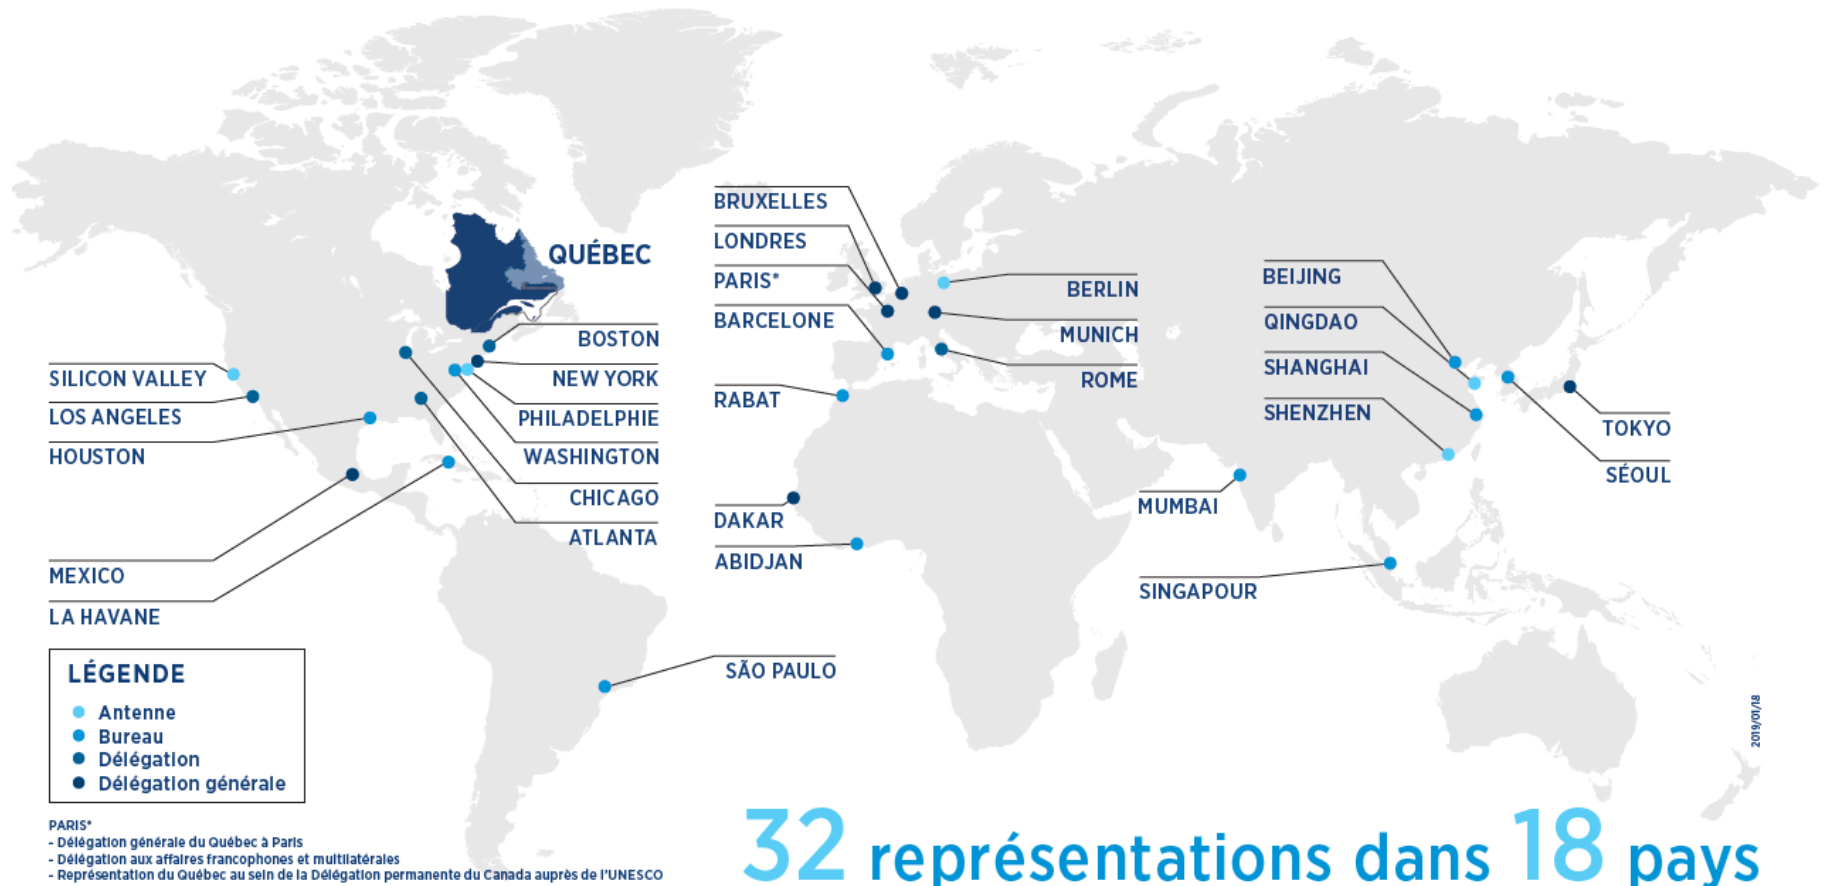 QUÉBEC
BOSTON
NEW YORK
PHILADELPHIE
WASHINGTON
CHICAGO
ATLANTA
SILICON VALLEY
LOS ANGELES
HOUSTON
MEXICO
LA HAVANE
SÃO PAULO
BRUXELLES
LONDRES
PARIS*
BARCELONE
RABAT
DAKAR
ABIDJAN
BERLIN
MUNICH
ROME
BEIJING
QINGDAO
SHANGHAI
SHENZHEN
MUMBAI
SINGAPOUR
TOKYO
SÉOUL
LÉGENDE
Antenne
Bureau
Délégation
Délégation générale
PARIS*
- Délégation générale du Québec à Paris
- Délégation aux affaires francophones et multilatérales
- Représentation du Québec au sein de la Délégation permanente du Canada auprès de l'UNESCO
32 représentations dans 18 pays
2019/01/18